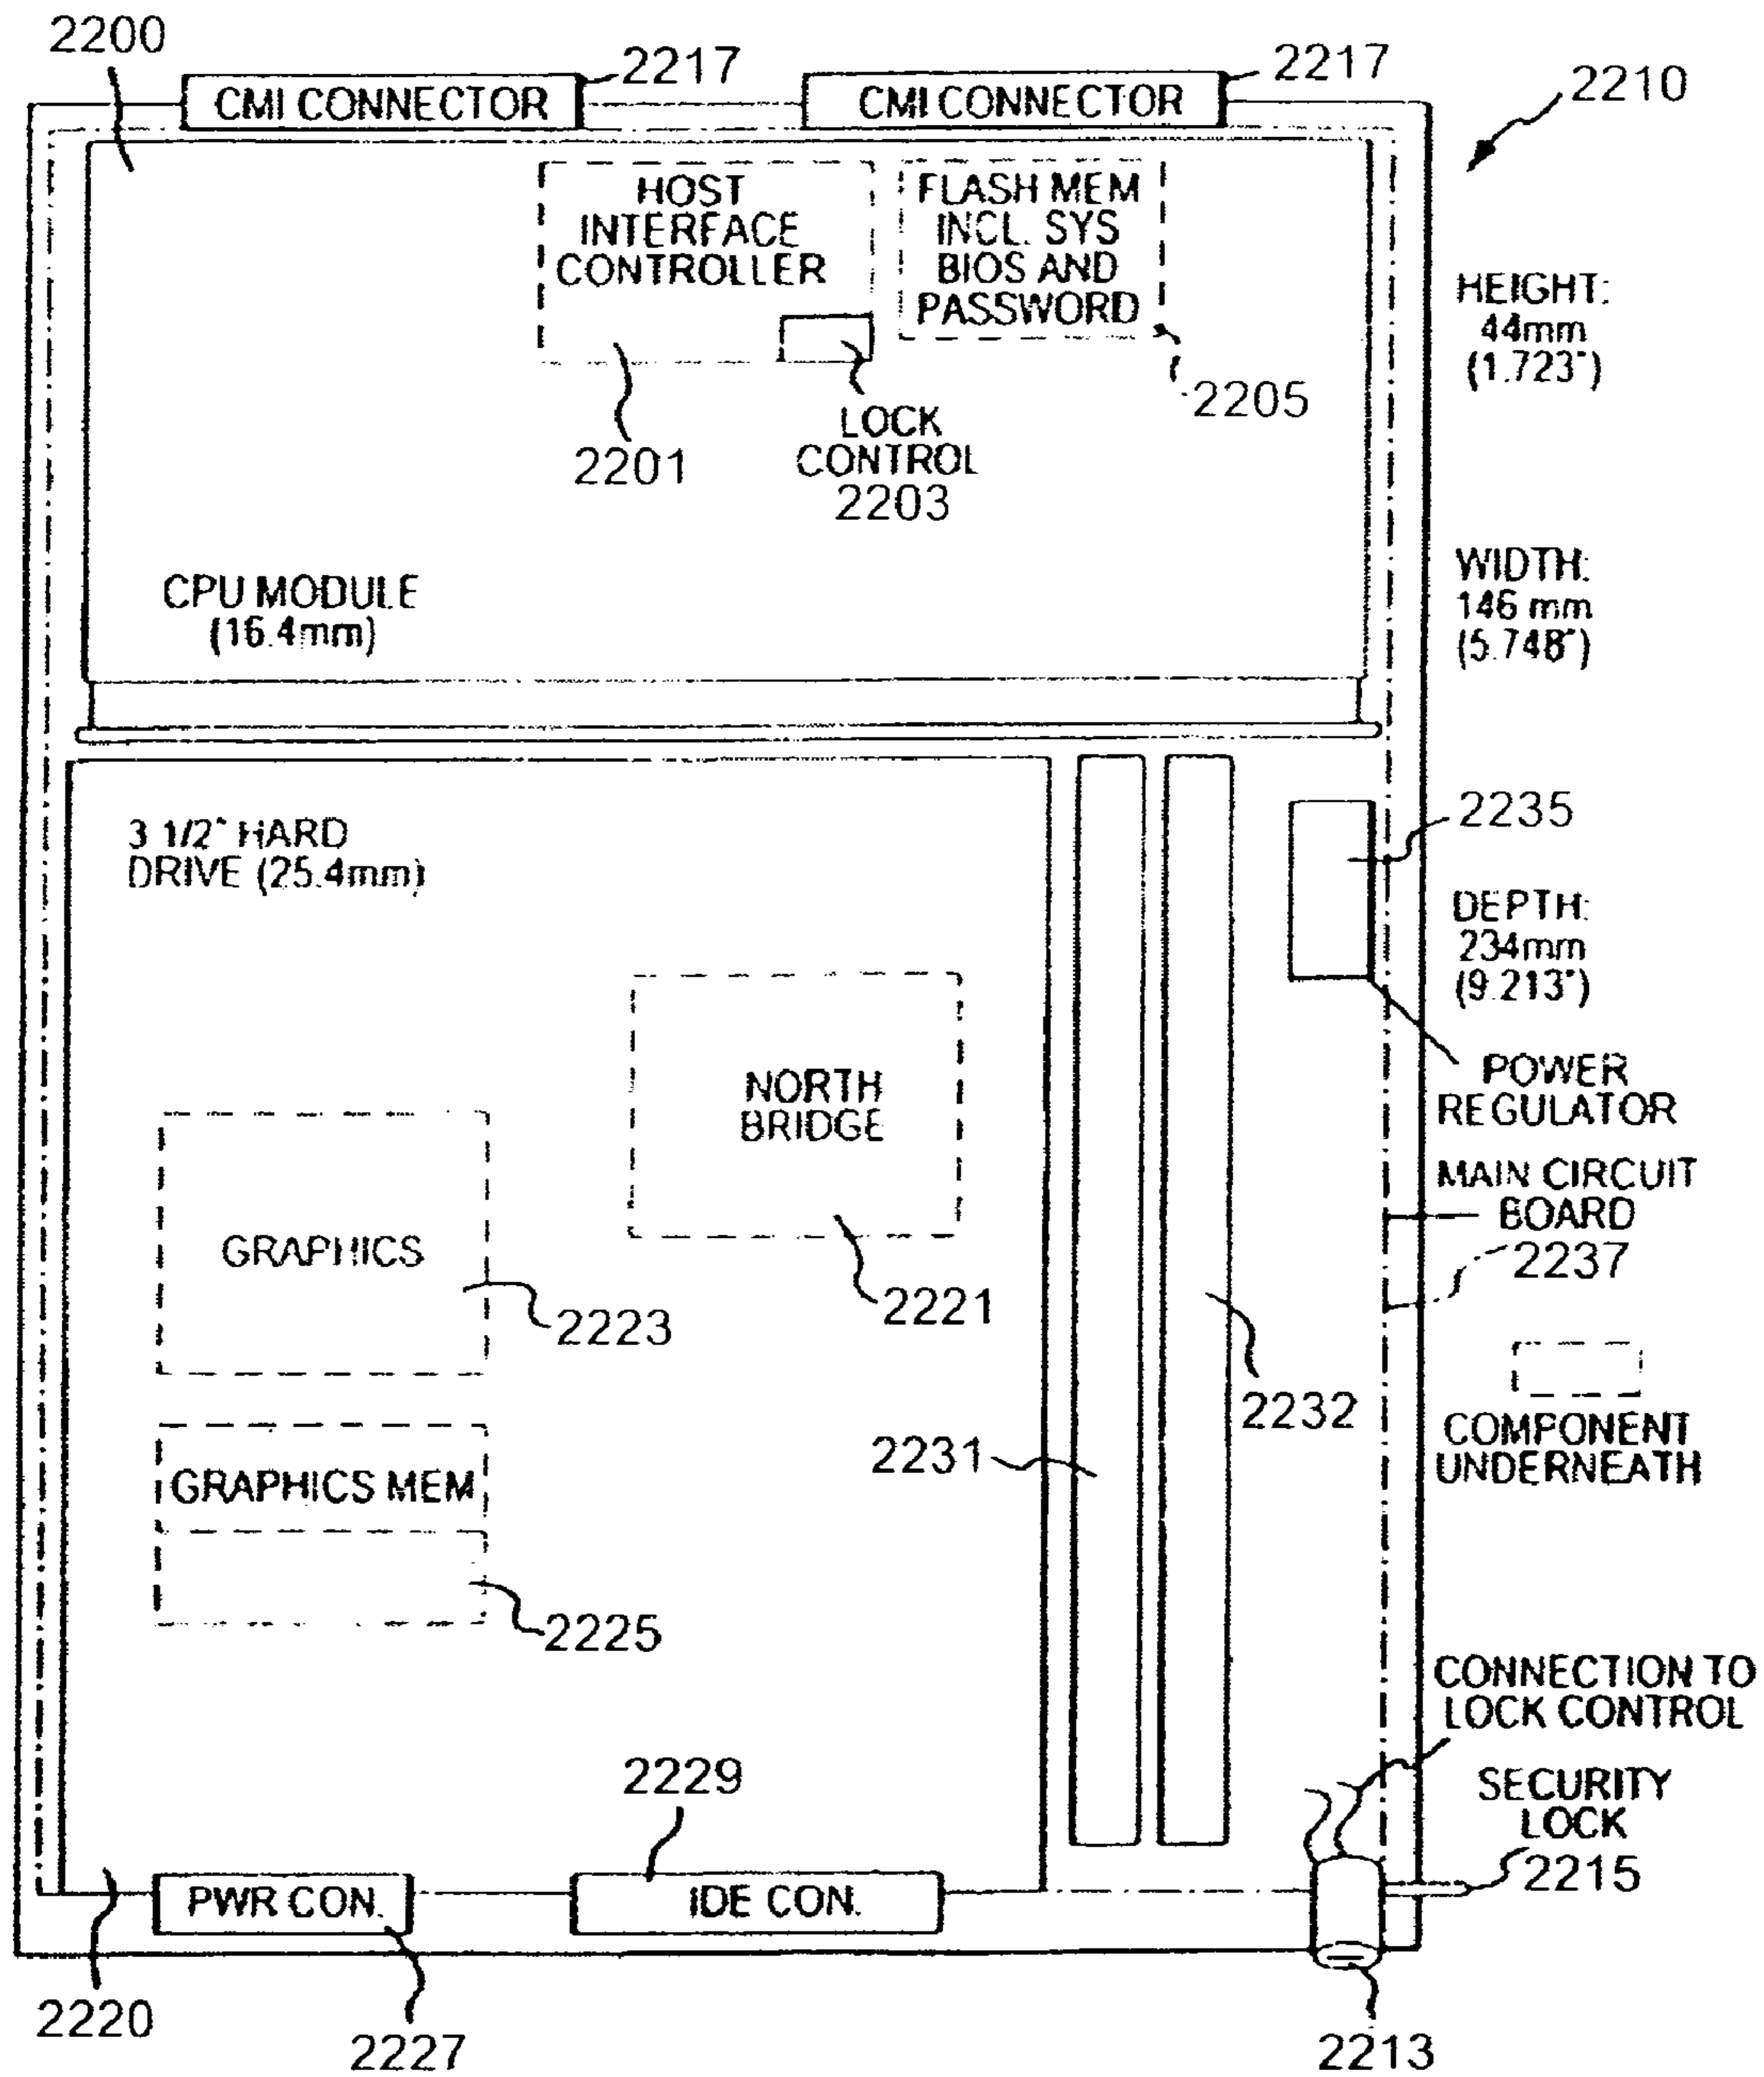 2200
CMI CONNECTOR
2217
CMI CONNECTOR
2217
2210
HOST
INTERFACE
CONTROLLER
FLASH MEM
INCL. SYS
BIOS AND
PASSWORD
2201
LOCK
CONTROL
2203
2205
HEIGHT:
44mm
(1.723")
CPU MODULE
(16.4mm)
WIDTH:
146 mm
(5.748")
3 1/2" HARD
DRIVE (25.4mm)
2235
DEPTH:
234mm
(9.213")
NORTH
BRIDGE
POWER
REGULATOR
GRAPHICS
2223
2221
MAIN CIRCUIT
BOARD
2237
2232
2231
COMPONENT
UNDERNEATH
GRAPHICS MEM
2225
CONNECTION TO
LOCK CONTROL
2229
SECURITY
LOCK
2215
PWR CON.
IDE CON.
2220
2227
2213